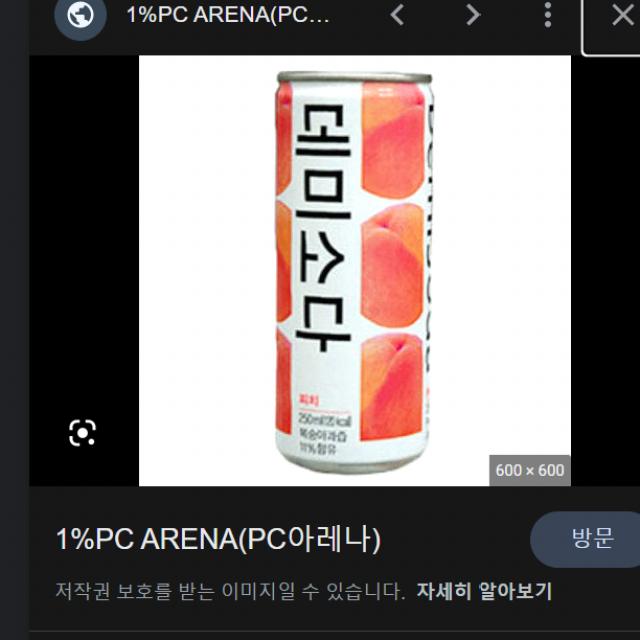 1%PC ARENA(PC...
데미소다
피치
250ml
복숭아과즙
11%함유
600 × 600
1%PC ARENA(PC아레나)
방문
저작권 보호를 받는 이미지일 수 있습니다. 자세히 알아보기